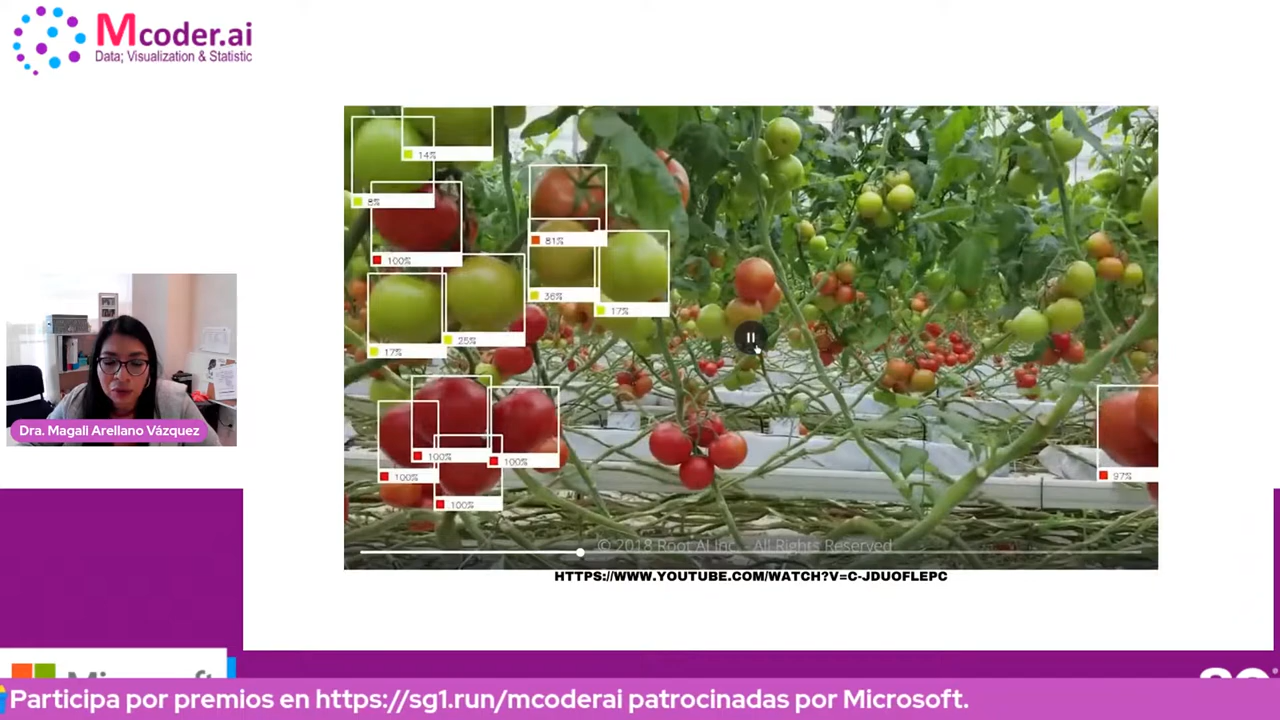 Mcoder.ai
Data; Visualization & Statistic
14%
8%
100%
81%
36%
17%
17%
25%
100%
100%
100%
100%
97%
© 2018 Root AI Inc. - All Rights Reserved
HTTPS://WWW.YOUTUBE.COM/WATCH?V=C-JDUOFLEPC
Dra. Magali Arellano Vázquez
Participa por premios en https://sg1.run/mcoderai patrocinadas por Microsoft.